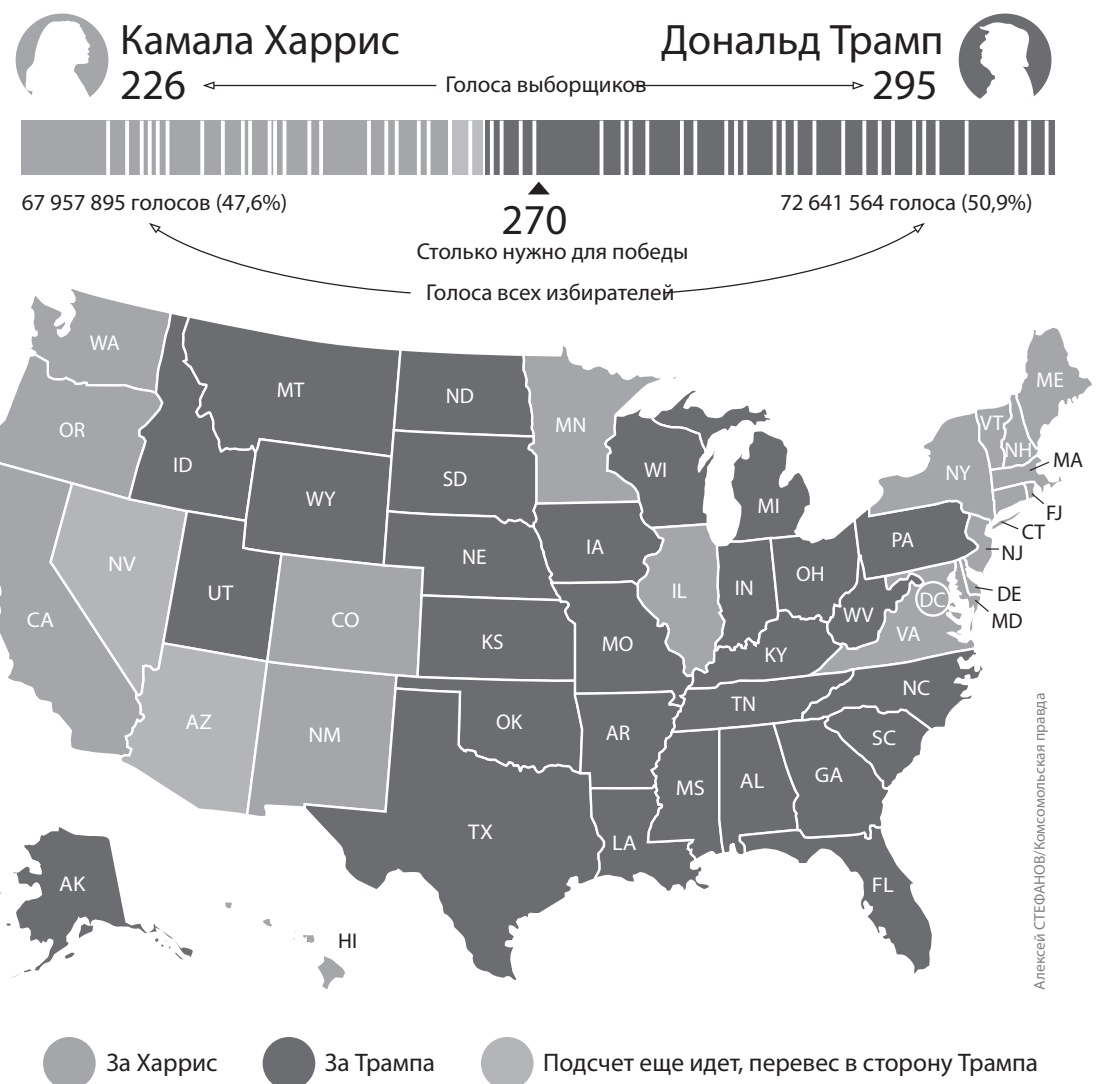 Камала Харрис
Дональд Трамп
226
Голоса выборщиков
295
67 957 895 голосов (47,6%)
72 641 564 голоса (50,9%)
270
Столько нужно для победы
Голоса всех избирателей
WA
MT
ND
MN
ME
OR
ID
SD
WI
VT
NH
NY
MA
WY
MI
FJ
CT
NV
NE
IA
PA
NJ
UT
IL
IN
OH
DE
CA
CO
KS
MO
WV
DC
MD
VA
KY
AZ
NM
OK
AR
TN
NC
SC
TX
MS
AL
GA
LA
AK
FL
HI
Алексей СТЕФАНОВ/Комсомольская правда
За Харрис
За Трампа
Подсчет еще идет, перевес в сторону Трампа